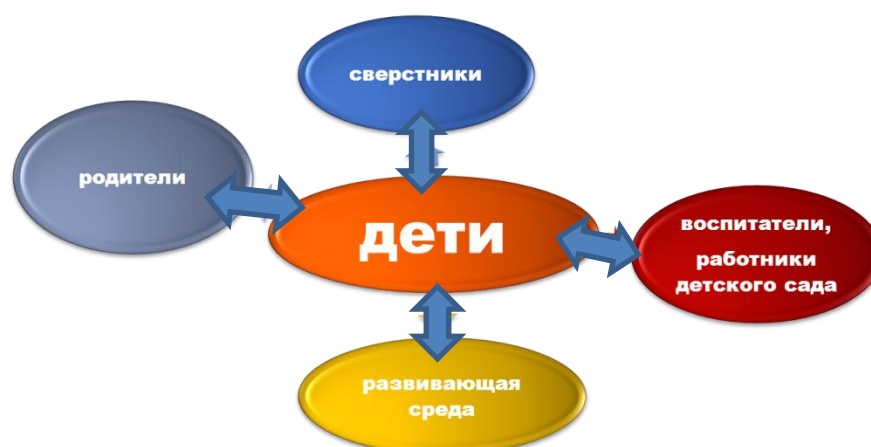 сверстники
родители
дети
воспитатели,
работники
детского сада
развивающая
среда